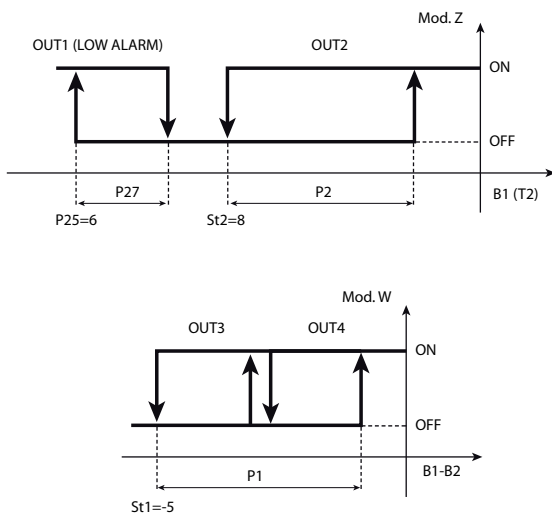 Mod. Z
OUT1 (LOW ALARM)
OUT2
ON
OFF
P27
P2
B1 (T2)
P25=6
St2=8
Mod. W
OUT3
OUT4
ON
OFF
P1
B1-B2
St1=-5